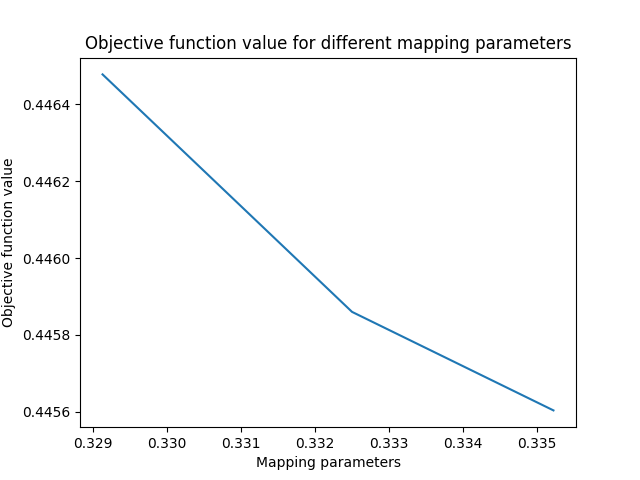 Objective function value for different mapping parameters
Objective function value
0.4464
0.4462
0.4460
0.4458
0.4456
0.329 0.330 0.331 0.332 0.333 0.334 0.335
Mapping parameters